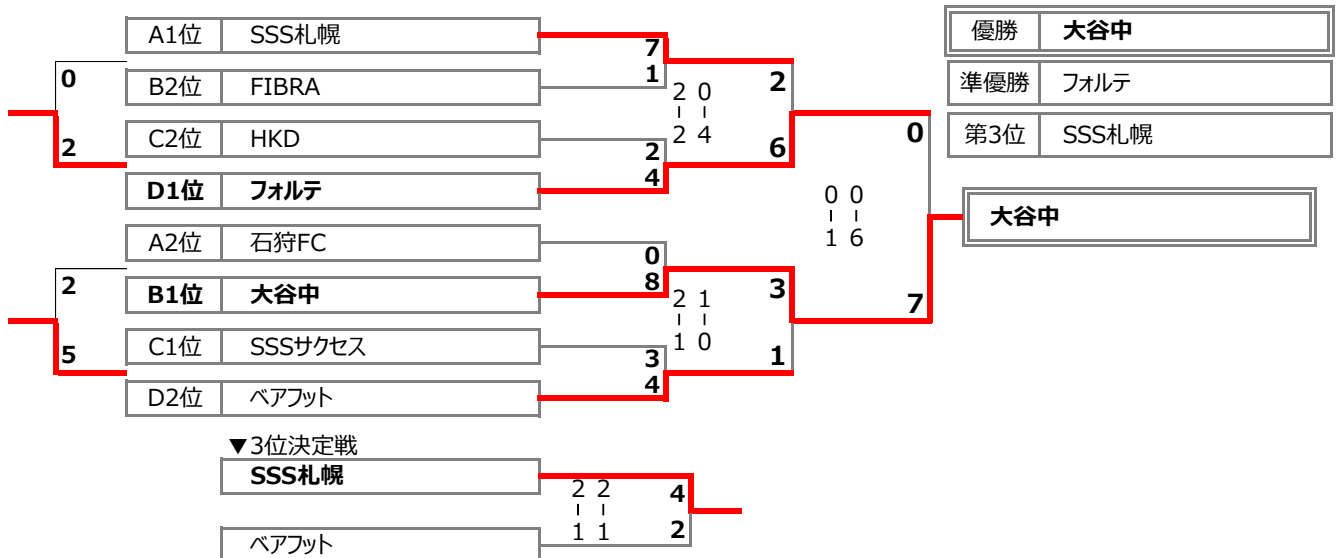 A1位 SSS札幌 7 優勝 大谷中
0 B2位 FIBRA 1 2-2 0-4 2 準優勝 フォルテ
2 C2位 HKD 2 6 0 第3位 SSS札幌
D1位 フォルテ 4 0-1 0-6
A2位 石狩FC 0 大谷中
2 B1位 大谷中 8 2-1 1-0 3 7
5 C1位 SSSサクセス 3 1
D2位 ベアフット 4
▼3位決定戦
SSS札幌 2-1 2-1 4
ベアフット 2